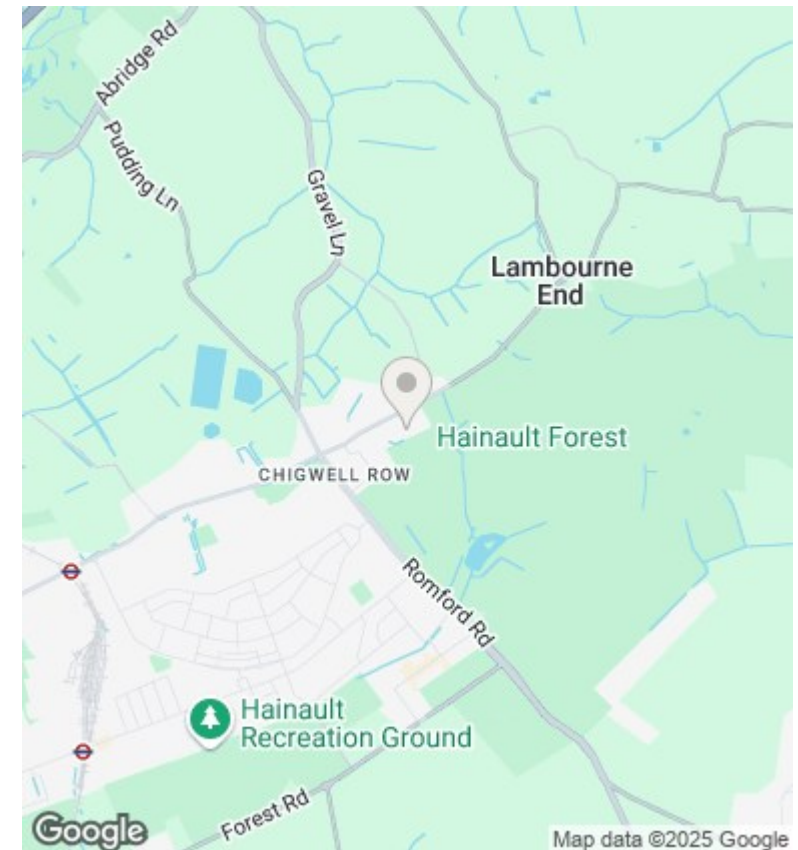 Abridge Rd
Pudding Ln
Gravel Ln
Lambourne
End
Hainault Forest
CHIGWELL ROW
Romford Rd
Hainault
Recreation Ground
Forest Rd
Google
Map data ©2025 Google